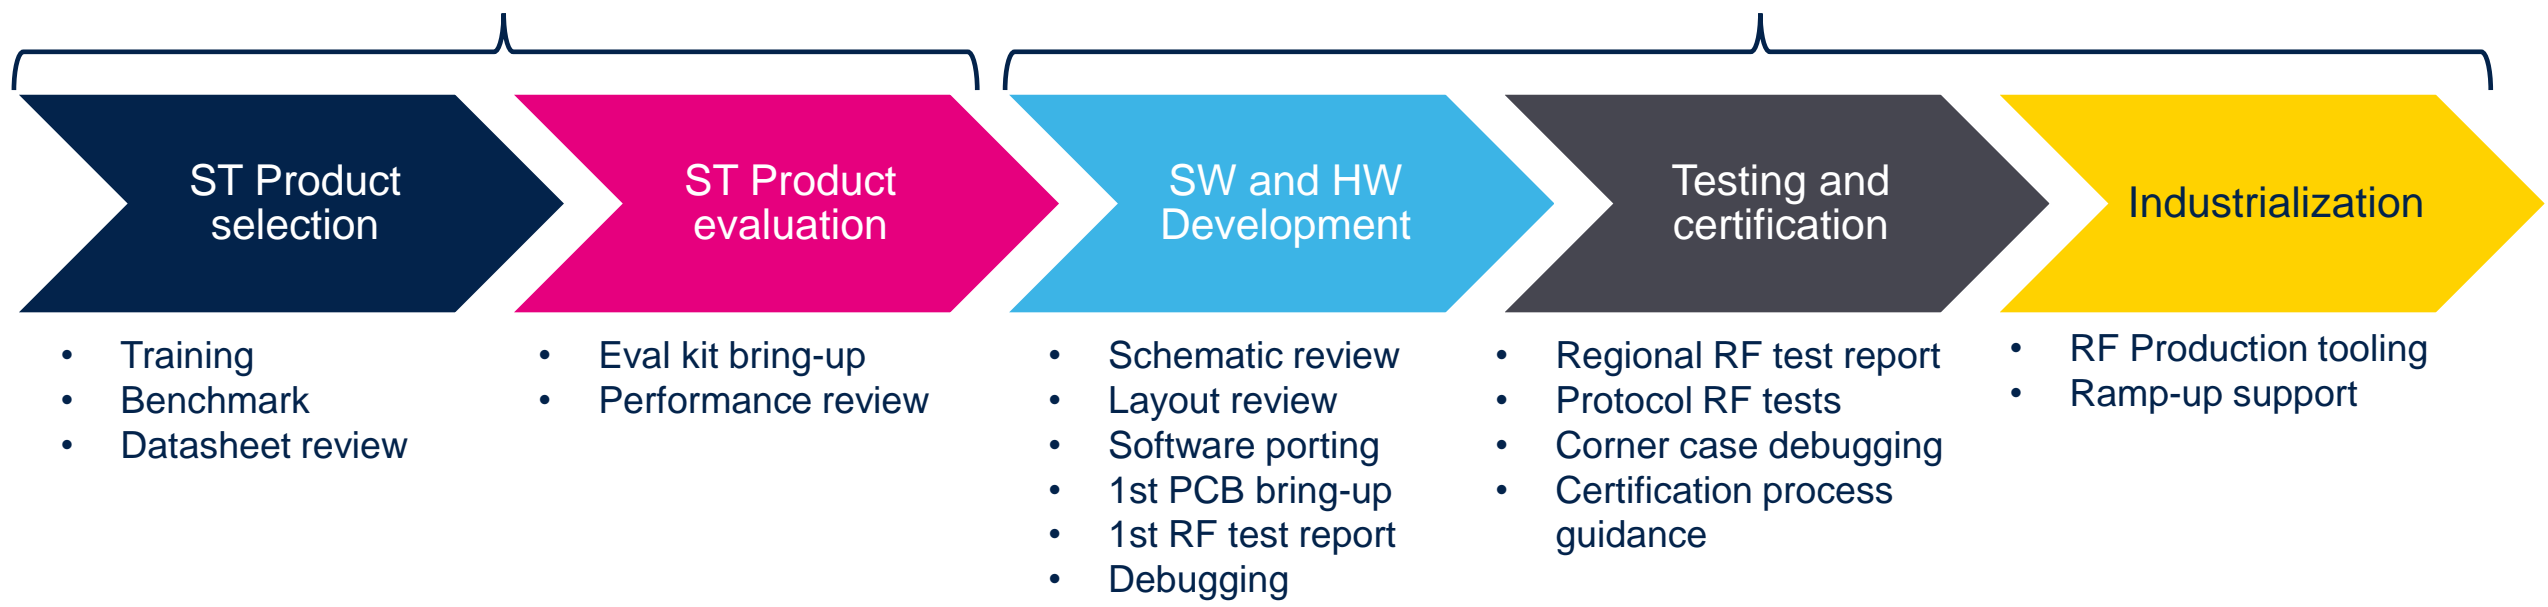 ST Product
selection
ST Product
evaluation
SW and HW
Development
Testing and
certification
Industrialization
• Training
• Benchmark
• Datasheet review
• Eval kit bring-up
• Performance review
• Schematic review
• Layout review
• Software porting
• 1st PCB bring-up
• 1st RF test report
• Debugging
• Regional RF test report
• Protocol RF tests
• Corner case debugging
• Certification process
guidance
• RF Production tooling
• Ramp-up support